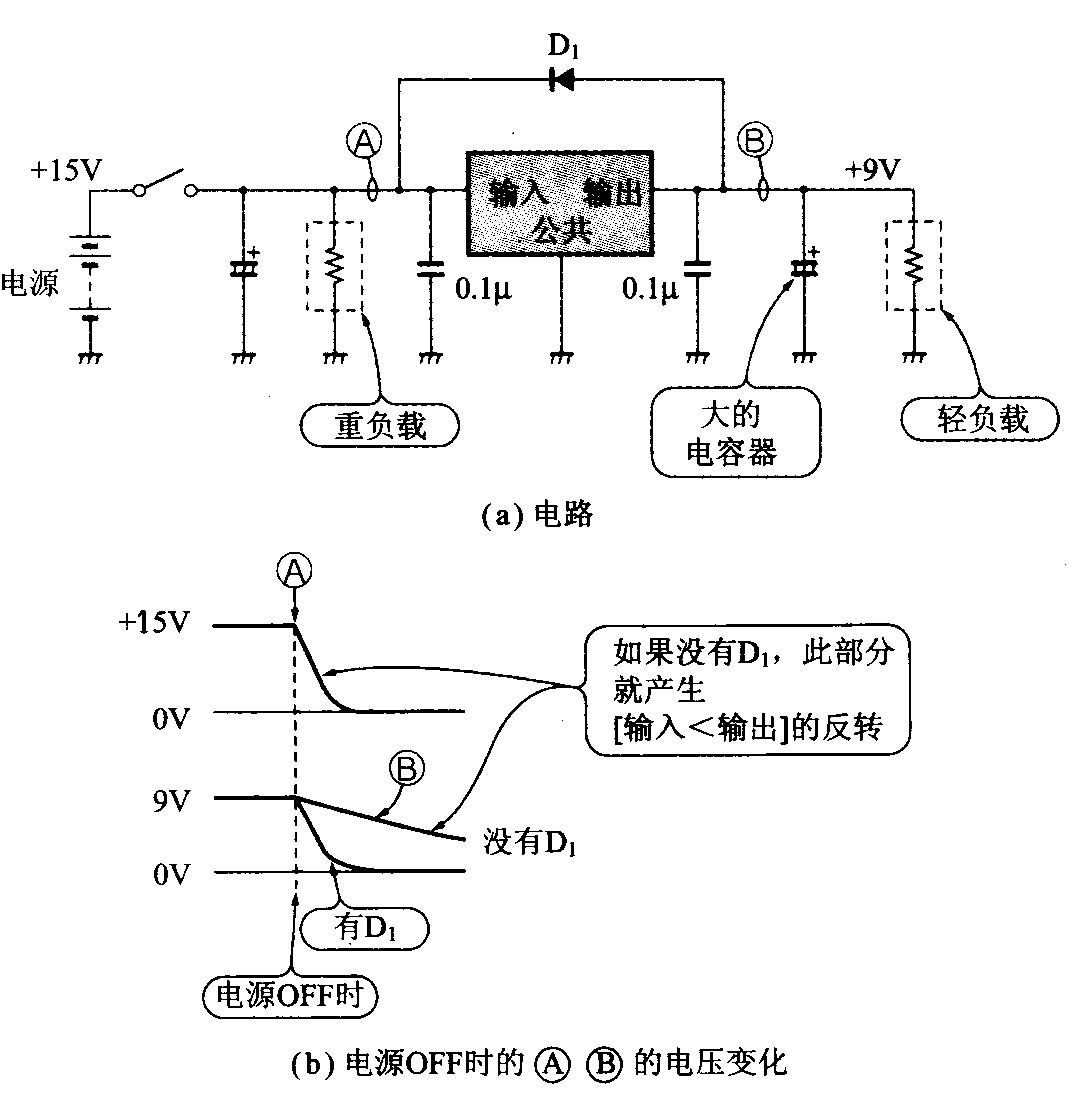 D₁
Ⓐ
Ⓑ
+15V
+9V
输入 输出
公共
电源
0.1μ
0.1μ
+
+
重负载
大的
电容器
轻负载
(a) 电路
Ⓐ
+15V
0V
如果没有D₁，此部分
就产生
[输入＜输出]的反转
Ⓑ
9V
没有D₁
0V
有D₁
电源OFF时
(b) 电源OFF时的 Ⓐ Ⓑ 的电压变化